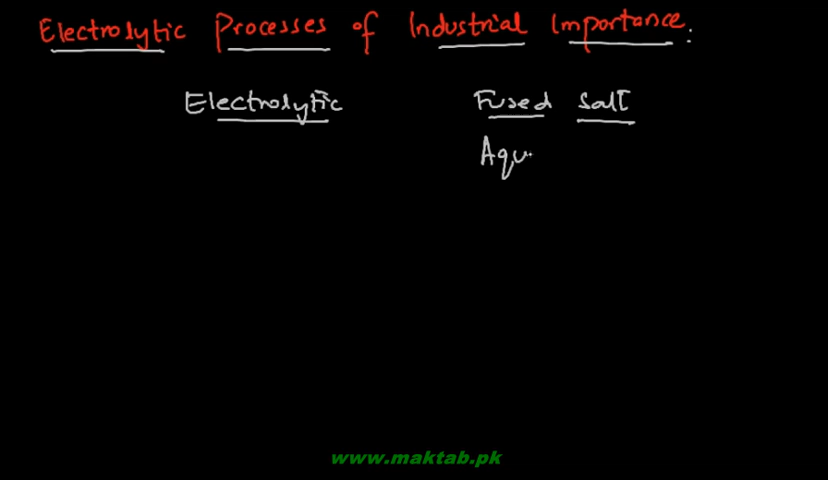 Electrolytic Processes of Industrial Importance.
Electrolytic Fused Salt
Aqu
www.maktab.pk